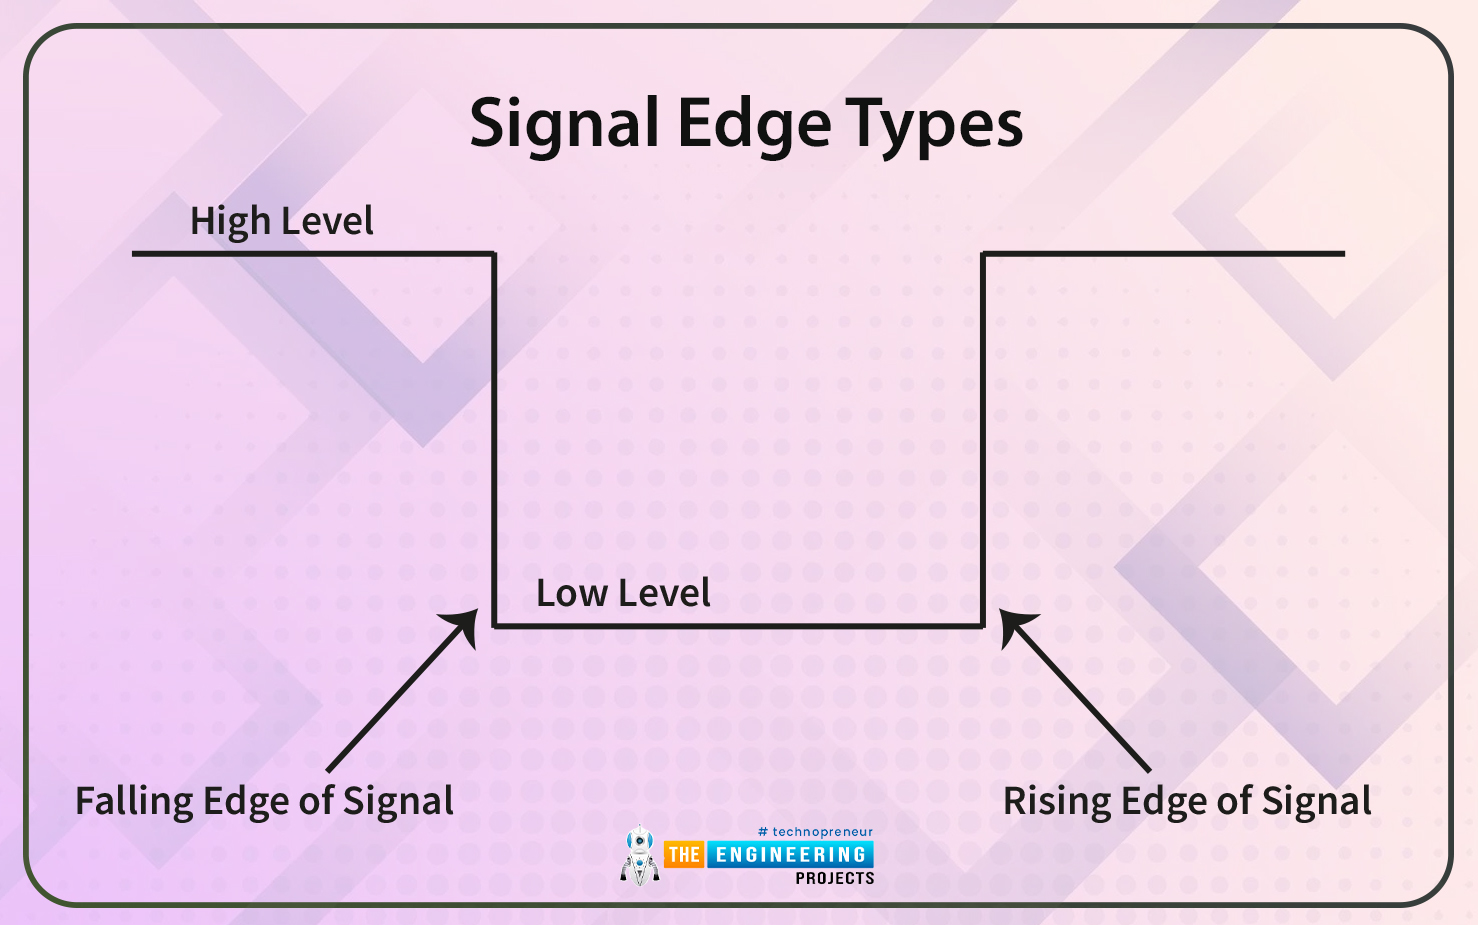 Signal Edge Types
High Level
Low Level
Falling Edge of Signal
Rising Edge of Signal
# technopreneur
THE ENGINEERING
PROJECTS